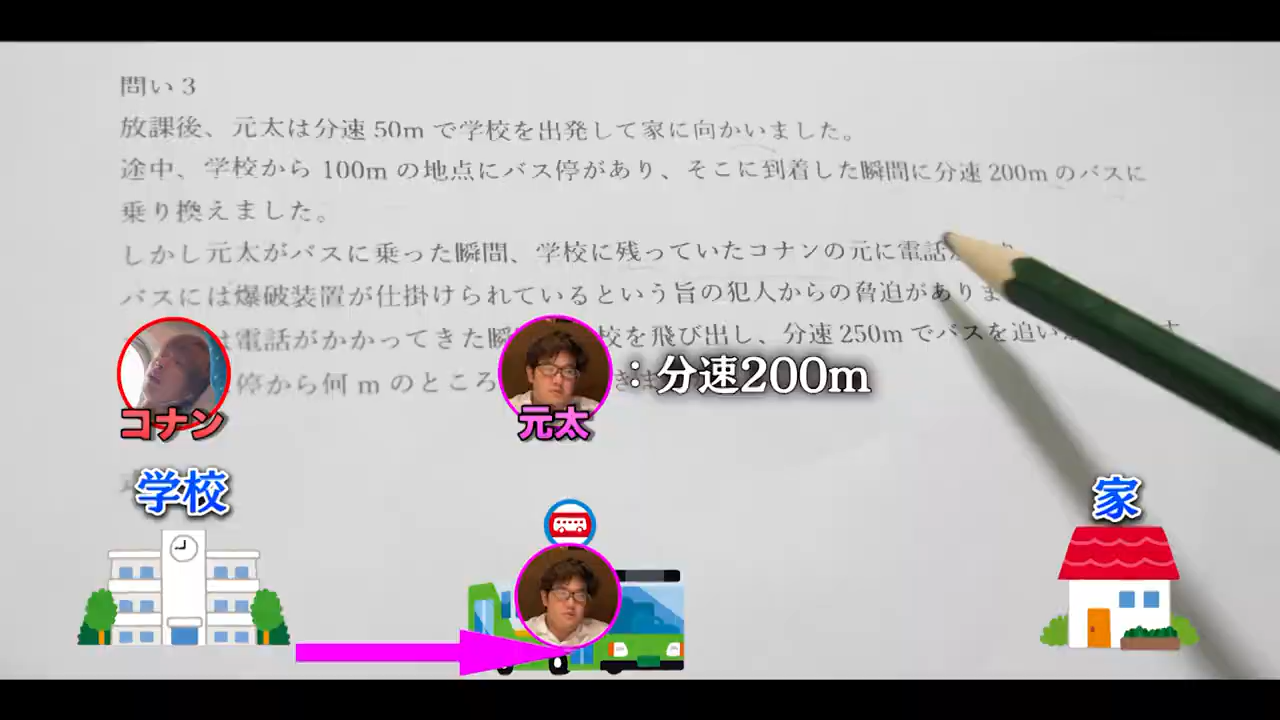 問い 3
放課後、元太は分速 50m で学校を出発して家に向かいました。
途中、学校から 100m の地点にバス停があり、そこに到着した瞬間に分速 200m のバスに
乗り換えました。
しかし元太がバスに乗った瞬間、学校に残っていたコナンの元に電話
バスには爆破装置が仕掛けられているという旨の犯人からの脅迫がありま
は電話がかかってきた瞬 校を飛び出し、分速 250m でバスを追い
停から何 m のところ
：分速200m
コナン
元太
学校
家